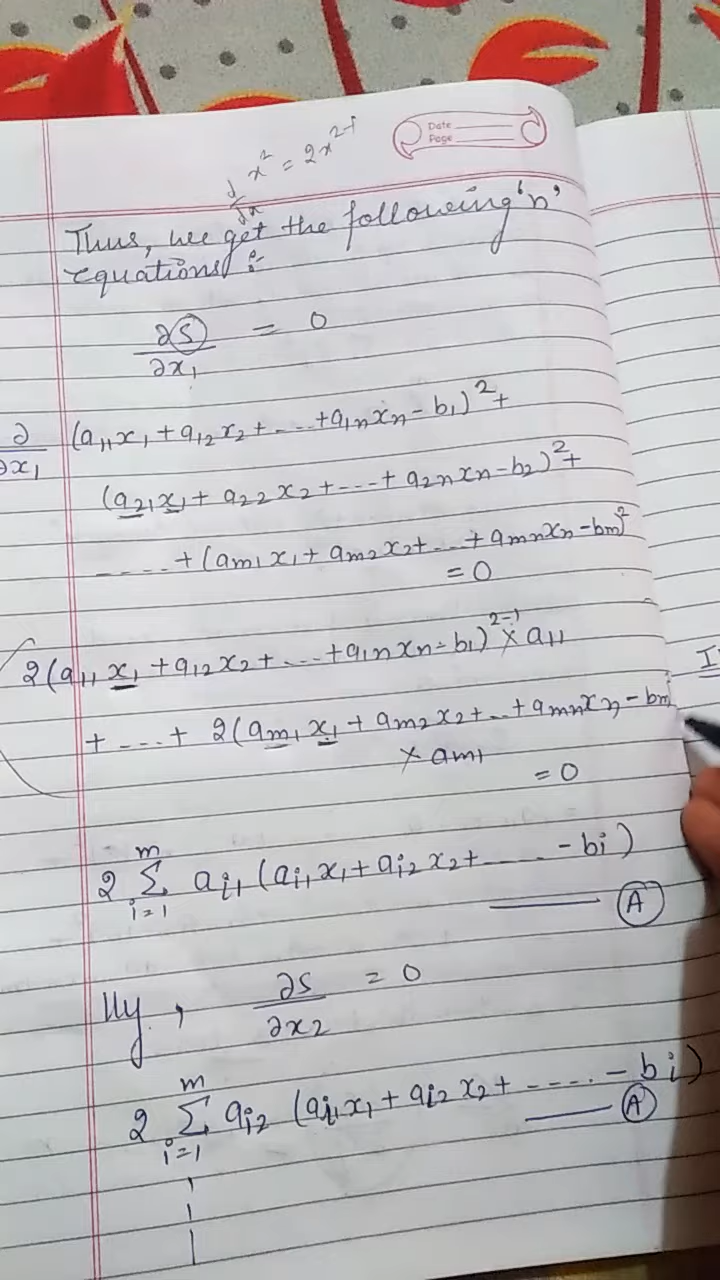 Date
Page
d/dx x² = 2x²⁻¹
Thus, we get the following 'n'
equations :-
∂S/∂x₁ = 0
∂/∂x₁ (a₁₁x₁ + a₁₂x₂ + --- + a₁ₙxₙ - b₁)² +
(a₂₁x₁ + a₂₂x₂ + --- + a₂ₙxₙ - b₂)² +
---- + (aₘ₁x₁ + aₘ₂x₂ + --- + aₘₙxₙ - bₘ)²
= 0
2(a₁₁x₁ + a₁₂x₂ + --- + a₁ₙxₙ - b₁)²⁻¹ × a₁₁
+ --- + 2(aₘ₁x₁ + aₘ₂x₂ + -- + aₘₙxₙ - bₘ
× aₘ₁
= 0
2 Σᵢ₌₁ᵐ aᵢ₁ (aᵢ₁x₁ + aᵢ₂x₂ + ---- - bᵢ)
—— Ⓐ
lly, ∂S/∂x₂ = 0
2 Σᵢ₌₁ᵐ aᵢ₂ (aᵢ₁x₁ + aᵢ₂x₂ + ---- - bᵢ)
—— Ⓐ